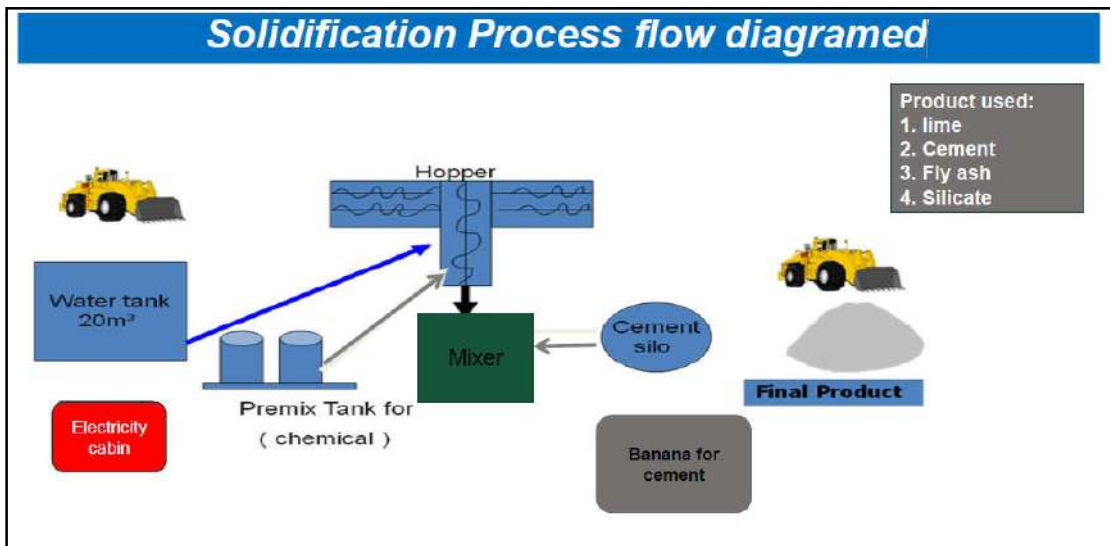 Solidification Process flow diagramed
Product used:
1. lime
2. Cement
3. Fly ash
4. Silicate
Hopper
Water tank
20m³
Mixer
Cement
silo
Final Product
Premix Tank for
( chemical )
Electricity
cabin
Banana for
cement